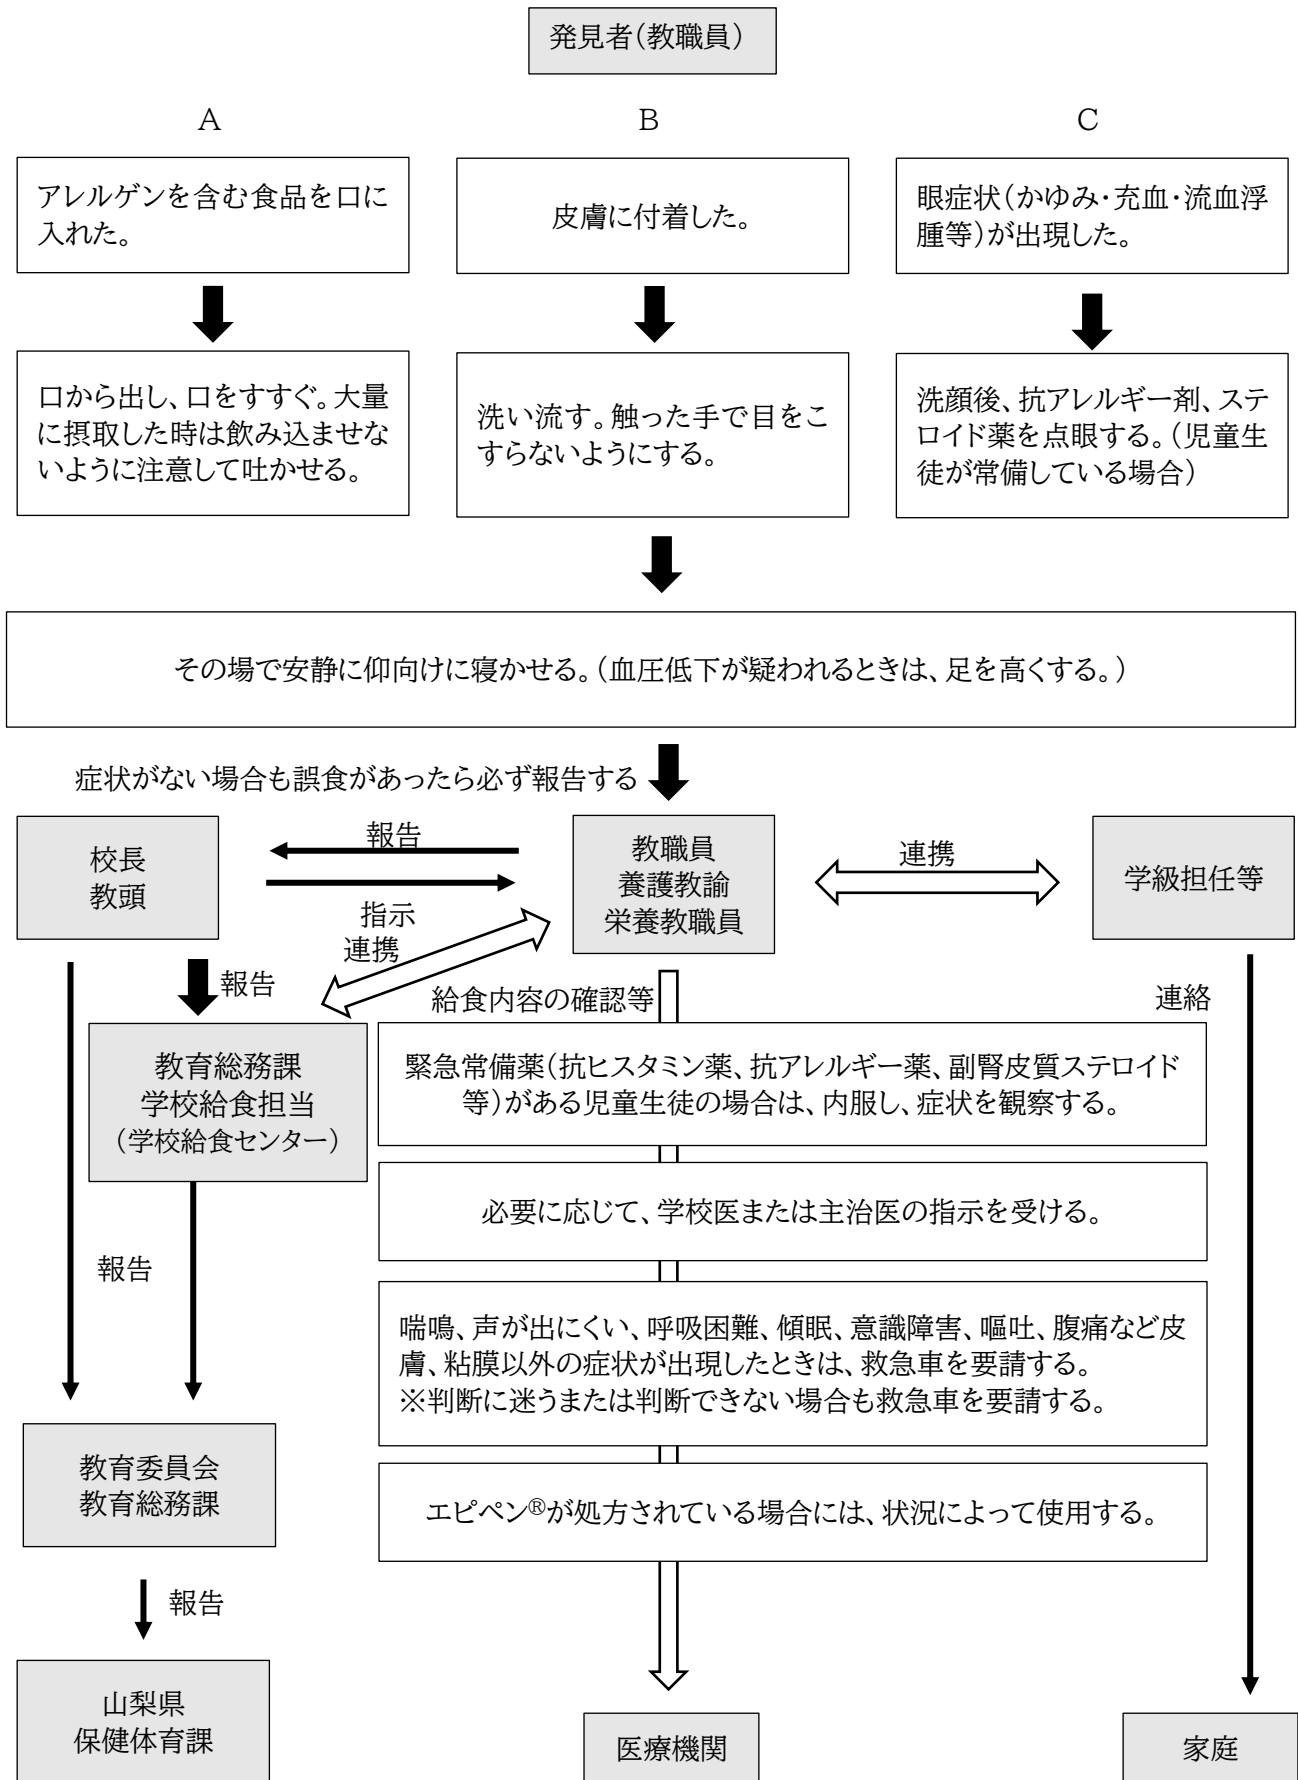 発見者(教職員)
A
B
C
アレルゲンを含む食品を口に
入れた。
皮膚に付着した。
眼症状(かゆみ・充血・流血浮
腫等)が出現した。
口から出し、口をすすぐ。大量
に摂取した時は飲み込ませな
いように注意して吐かせる。
洗い流す。触った手で目をこ
すらないようにする。
洗顔後、抗アレルギー剤、ステ
ロイド薬を点眼する。(児童生
徒が常備している場合)
その場で安静に仰向けに寝かせる。(血圧低下が疑われるときは、足を高くする。)
症状がない場合も誤食があったら必ず報告する
校長
教頭
報告
指示
連携
教職員
養護教諭
栄養教職員
連携
学級担任等
報告
給食内容の確認等
連絡
教育総務課
学校給食担当
(学校給食センター)
緊急常備薬(抗ヒスタミン薬、抗アレルギー薬、副腎皮質ステロイド
等)がある児童生徒の場合は、内服し、症状を観察する。
必要に応じて、学校医または主治医の指示を受ける。
報告
喘鳴、声が出にくい、呼吸困難、傾眠、意識障害、嘔吐、腹痛など皮
膚、粘膜以外の症状が出現したときは、救急車を要請する。
※判断に迷うまたは判断できない場合も救急車を要請する。
教育委員会
教育総務課
エピペン®が処方されている場合には、状況によって使用する。
報告
山梨県
保健体育課
医療機関
家庭